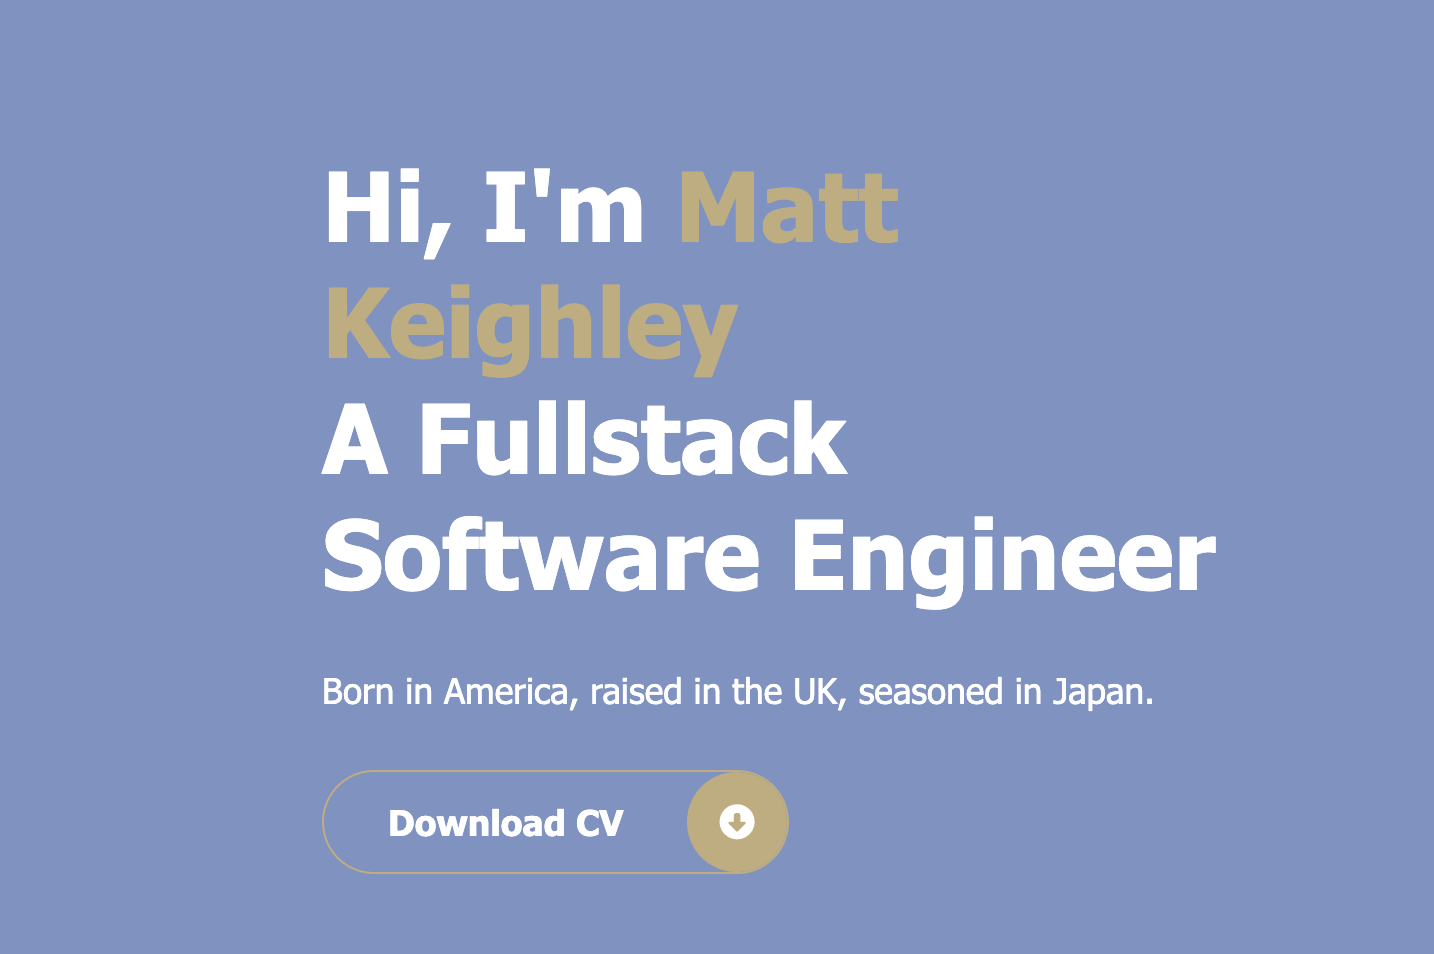 Hi, I'm Matt
Keighley
A Fullstack
Software Engineer
Born in America, raised in the UK, seasoned in Japan.
Download CV